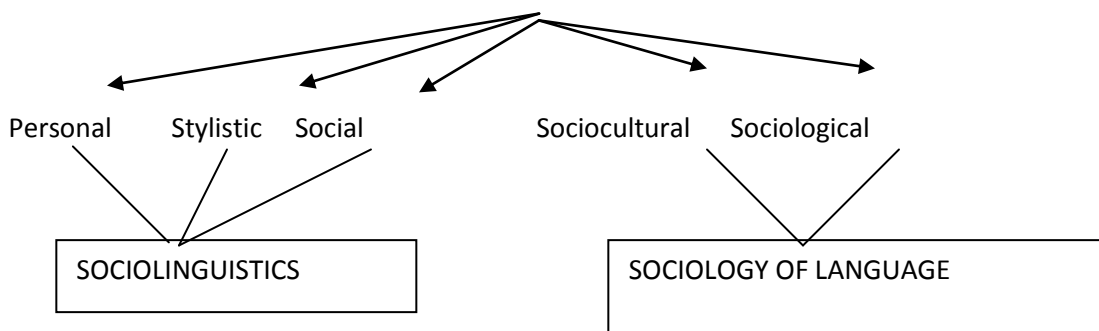 Personal Stylistic Social Sociocultural Sociological
SOCIOLINGUISTICS SOCIOLOGY OF LANGUAGE